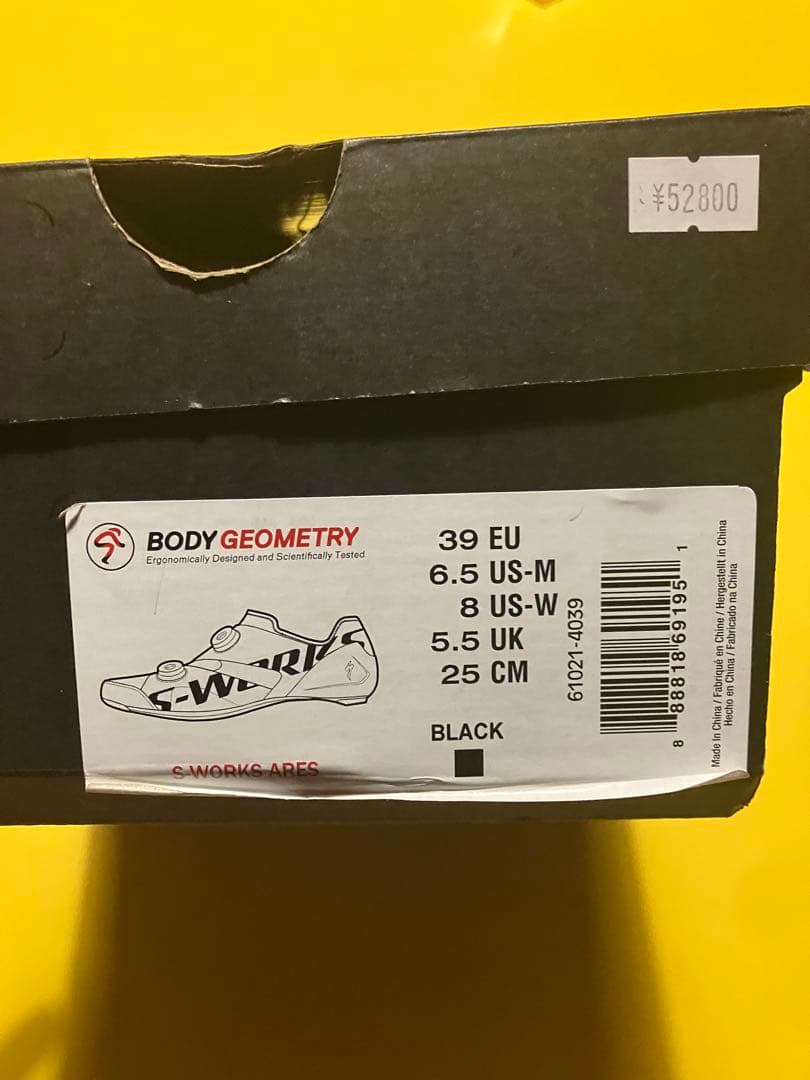 ¥52800
BODY GEOMETRY
Ergonomically Designed and Scientifically Tested
S-WORKS
S-WORKS ARES
39 EU
6.5 US-M
8 US-W
5.5 UK
25 CM
BLACK
61021-4039
8 88818 69195 1
Made in China / Fabriqué en Chine / Hergestellt in China
Hecho en China / Fabricado na China